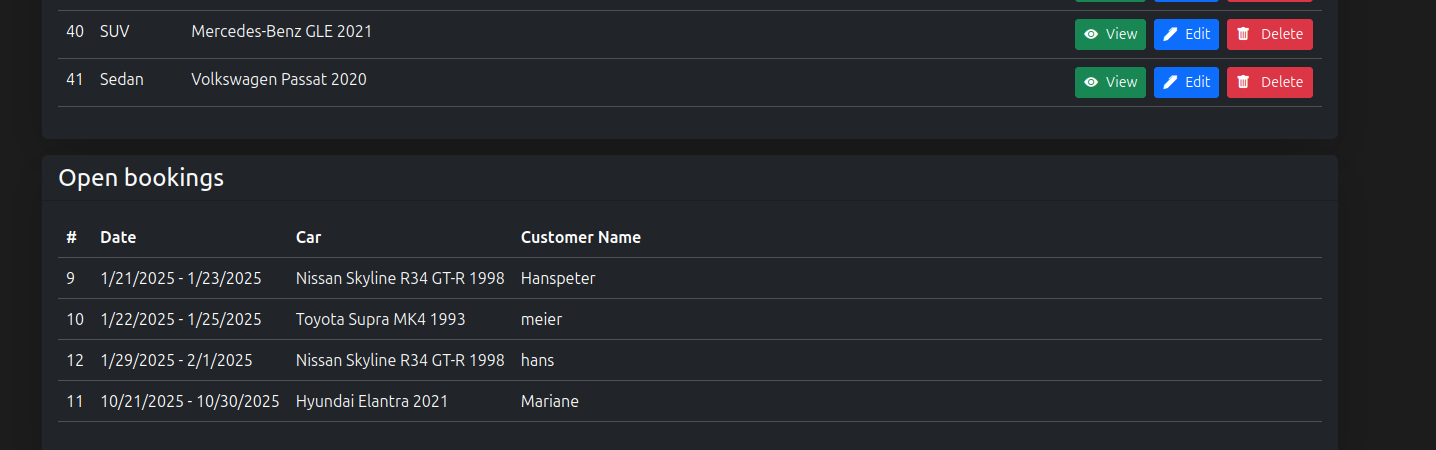 40 SUV Mercedes-Benz GLE 2021 View Edit Delete
41 Sedan Volkswagen Passat 2020 View Edit Delete
Open bookings
# Date Car Customer Name
9 1/21/2025 - 1/23/2025 Nissan Skyline R34 GT-R 1998 Hanspeter
10 1/22/2025 - 1/25/2025 Toyota Supra MK4 1993 meier
12 1/29/2025 - 2/1/2025 Nissan Skyline R34 GT-R 1998 hans
11 10/21/2025 - 10/30/2025 Hyundai Elantra 2021 Mariane